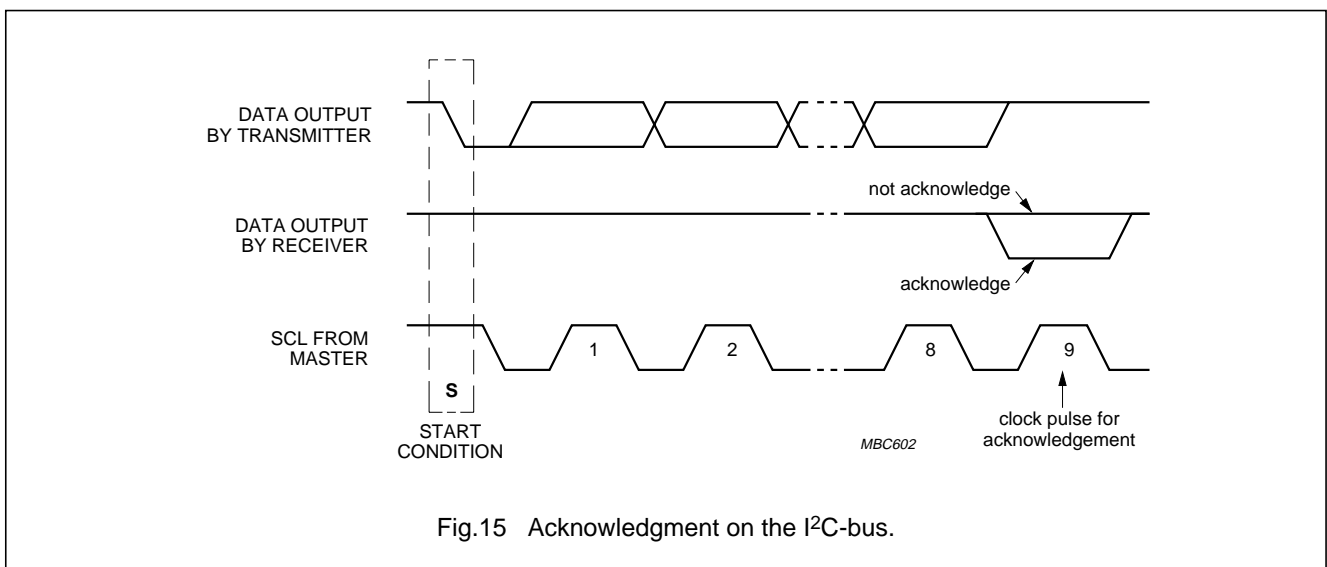 DATA OUTPUT
BY TRANSMITTER
not acknowledge
DATA OUTPUT
BY RECEIVER
acknowledge
SCL FROM
MASTER
1
2
8
9
S
START
CONDITION
clock pulse for
acknowledgement
MBC602
Fig.15 Acknowledgment on the I²C-bus.